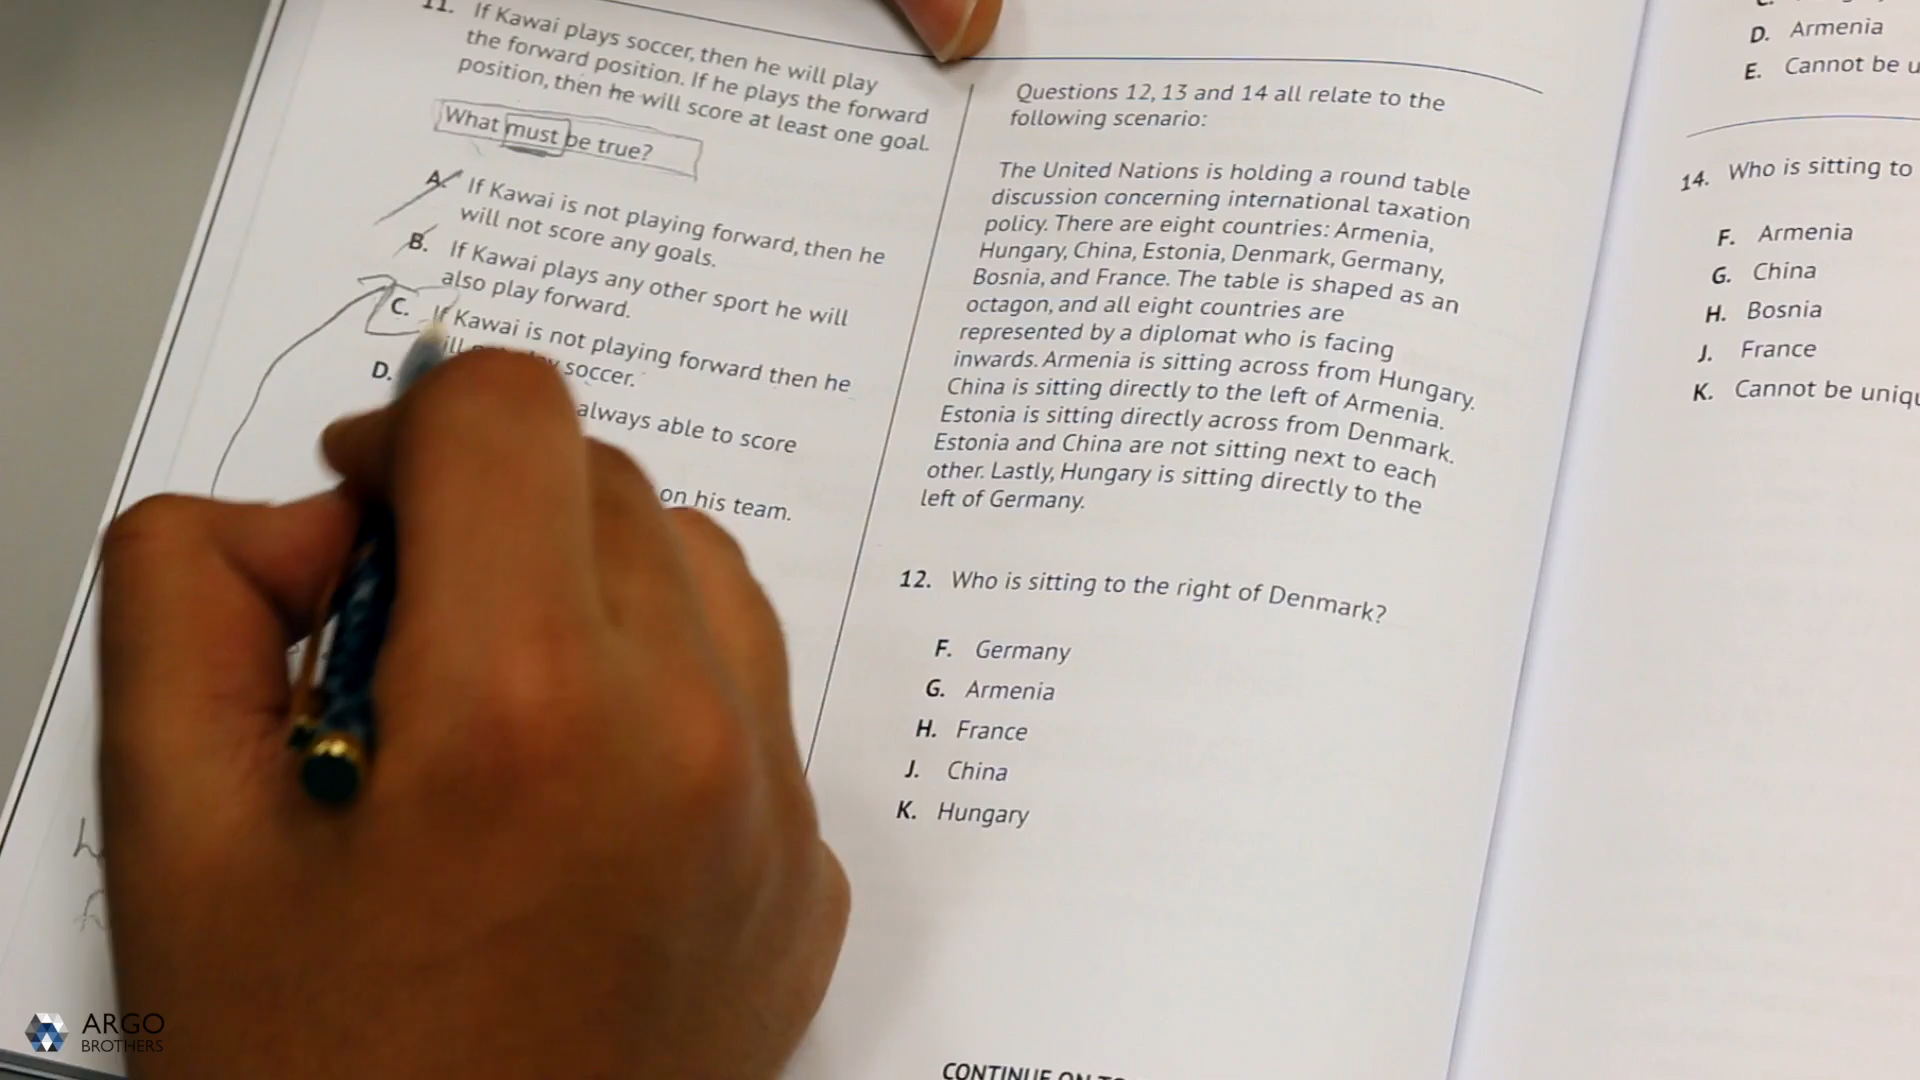 11. If Kawai plays soccer, then he will play
the forward position. If he plays the forward
position, then he will score at least one goal.
What must be true?
A. If Kawai is not playing forward, then he
will not score any goals.
B. If Kawai plays any other sport he will
also play forward.
C. If Kawai is not playing forward then he
soccer.
D.
always able to score
on his team.
Questions 12, 13 and 14 all relate to the
following scenario:
The United Nations is holding a round table
discussion concerning international taxation
policy. There are eight countries: Armenia,
Hungary, China, Estonia, Denmark, Germany,
Bosnia, and France. The table is shaped as an
octagon, and all eight countries are
represented by a diplomat who is facing
inwards. Armenia is sitting across from Hungary.
China is sitting directly to the left of Armenia.
Estonia is sitting directly across from Denmark.
Estonia and China are not sitting next to each
other. Lastly, Hungary is sitting directly to the
left of Germany.
12. Who is sitting to the right of Denmark?
F. Germany
G. Armenia
H. France
J. China
K. Hungary
CONTINUE ON
D. Armenia
E. Cannot be
14. Who is sitting to
F. Armenia
G. China
H. Bosnia
J. France
K. Cannot be
ARGO
BROTHERS